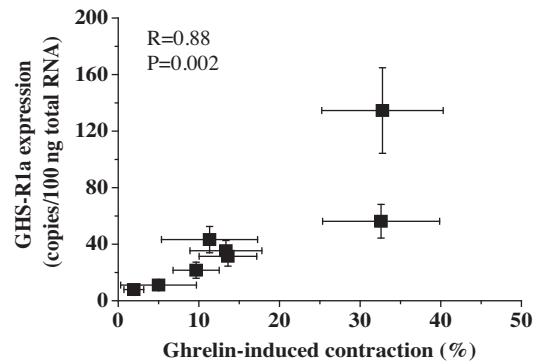 GHS-R1a expression
(copies/100 ng total RNA)
200
160
120
80
40
0
R=0.88
P=0.002
0 10 20 30 40 50
Ghrelin-induced contraction (%)